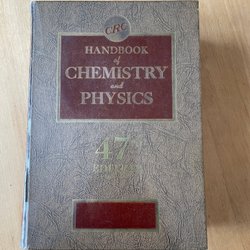 CRC
HANDBOOK
of
CHEMISTRY
and
PHYSICS
47th
EDITION